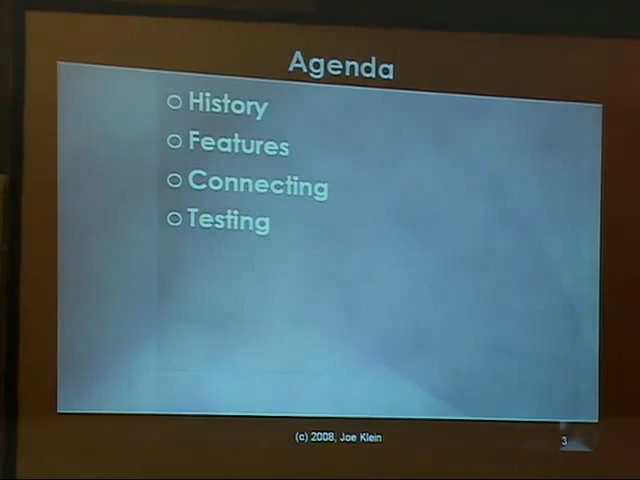 Agenda
History
Features
Connecting
Testing
(c) 2008, Joe Klein
3